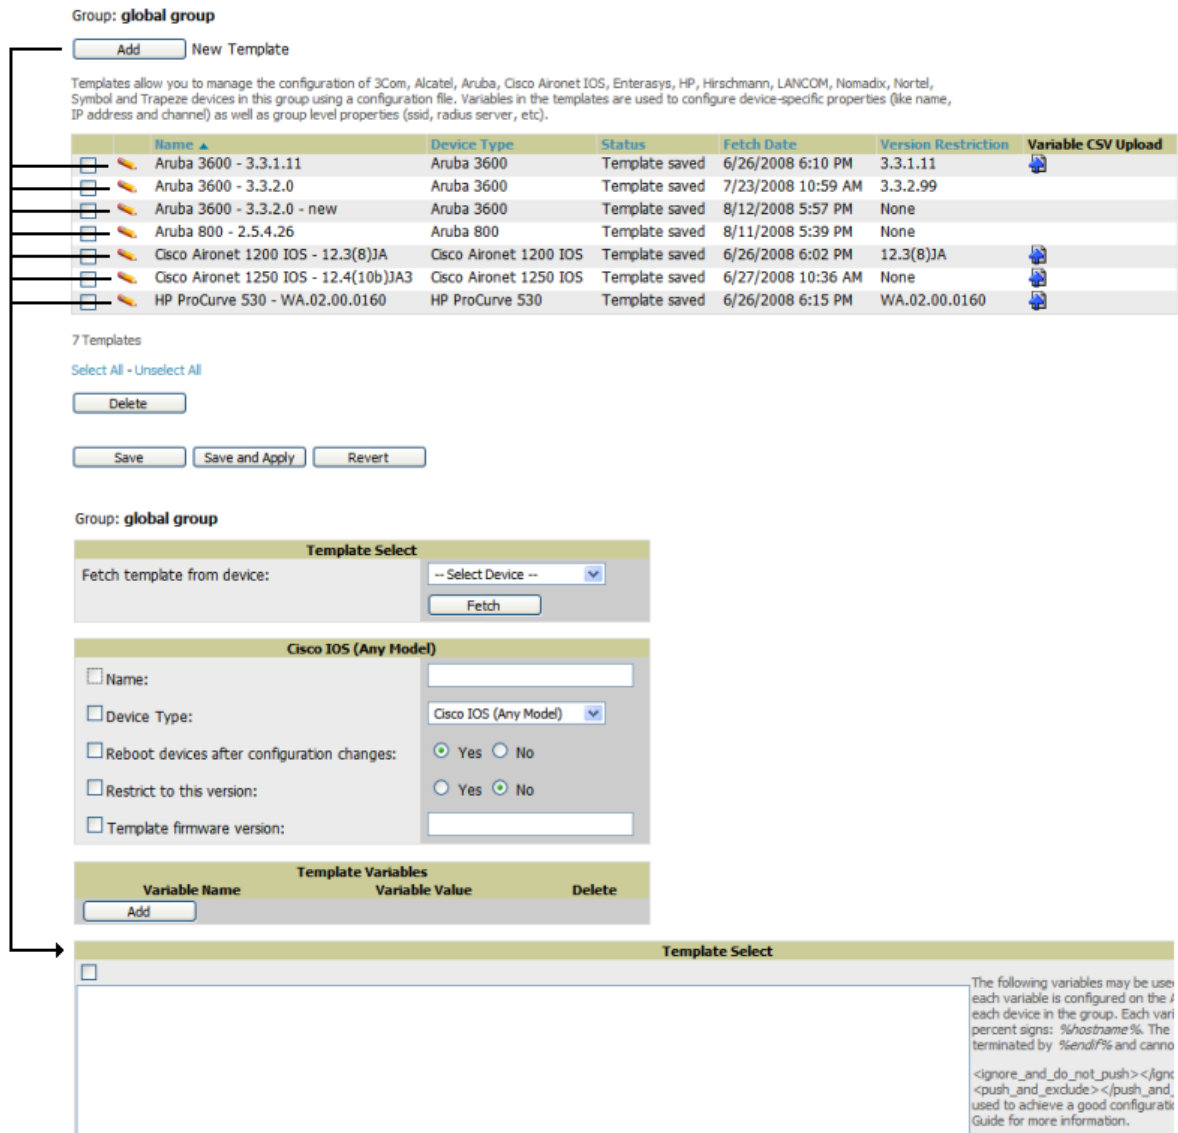 Group: global group
Add New Template
Templates allow you to manage the configuration of 3Com, Alcatel, Aruba, Cisco Aironet IOS, Enterasys, HP, Hirschmann, LANCOM, Nomadix, Nortel,
Symbol and Trapeze devices in this group using a configuration file. Variables in the templates are used to configure device-specific properties (like name,
IP address and channel) as well as group level properties (ssid, radius server, etc).
Name Device Type Status Fetch Date Version Restriction Variable CSV Upload
Aruba 3600 - 3.3.1.11 Aruba 3600 Template saved 6/26/2008 6:10 PM 3.3.1.11
Aruba 3600 - 3.3.2.0 Aruba 3600 Template saved 7/23/2008 10:59 AM 3.3.2.99
Aruba 3600 - 3.3.2.0 - new Aruba 3600 Template saved 8/12/2008 5:57 PM None
Aruba 800 - 2.5.4.26 Aruba 800 Template saved 8/11/2008 5:39 PM None
Cisco Aironet 1200 IOS - 12.3(8)JA Cisco Aironet 1200 IOS Template saved 6/26/2008 6:02 PM 12.3(8)JA
Cisco Aironet 1250 IOS - 12.4(10b)JA3 Cisco Aironet 1250 IOS Template saved 6/27/2008 10:36 AM None
HP ProCurve 530 - WA.02.00.0160 HP ProCurve 530 Template saved 6/26/2008 6:15 PM WA.02.00.0160
7 Templates
Select All - Unselect All
Delete
Save Save and Apply Revert
Group: global group
Template Select
Fetch template from device: -- Select Device --
Fetch
Cisco IOS (Any Model)
Name:
Device Type: Cisco IOS (Any Model)
Reboot devices after configuration changes: Yes No
Restrict to this version: Yes No
Template firmware version:
Template Variables
Variable Name Variable Value Delete
Add
Template Select
The following variables may be use
each variable is configured on the A
each device in the group. Each vari
percent signs: %hostname%. The
terminated by %endif% and canno
<ignore_and_do_not_push></igno
<push_and_exclude></push_and_
used to achieve a good configuratio
Guide for more information.